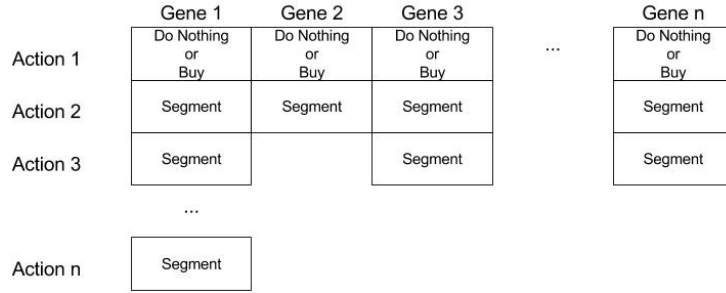 Gene 1 Gene 2 Gene 3 Gene n
Action 1
Do Nothing
or
Buy
Do Nothing
or
Buy
Do Nothing
or
Buy
...
Do Nothing
or
Buy
Action 2 Segment Segment Segment Segment
Action 3 Segment Segment Segment
...
Action n Segment